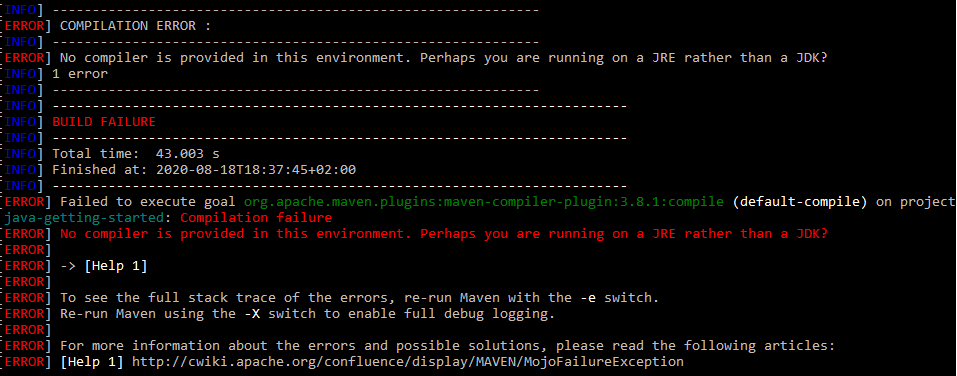 [INFO] -------------------------------------------------------------
[ERROR] COMPILATION ERROR :
[INFO] -------------------------------------------------------------
[ERROR] No compiler is provided in this environment. Perhaps you are running on a JRE rather than a JDK?
[INFO] 1 error
[INFO] -------------------------------------------------------------
[INFO] ------------------------------------------------------------------------
[INFO] BUILD FAILURE
[INFO] ------------------------------------------------------------------------
[INFO] Total time:  43.003 s
[INFO] Finished at: 2020-08-18T18:37:45+02:00
[INFO] ------------------------------------------------------------------------
[ERROR] Failed to execute goal org.apache.maven.plugins:maven-compiler-plugin:3.8.1:compile (default-compile) on project
java-getting-started: Compilation failure
[ERROR] No compiler is provided in this environment. Perhaps you are running on a JRE rather than a JDK?
[ERROR]
[ERROR] -> [Help 1]
[ERROR]
[ERROR] To see the full stack trace of the errors, re-run Maven with the -e switch.
[ERROR] Re-run Maven using the -X switch to enable full debug logging.
[ERROR]
[ERROR] For more information about the errors and possible solutions, please read the following articles:
[ERROR] [Help 1] http://cwiki.apache.org/confluence/display/MAVEN/MojoFailureException